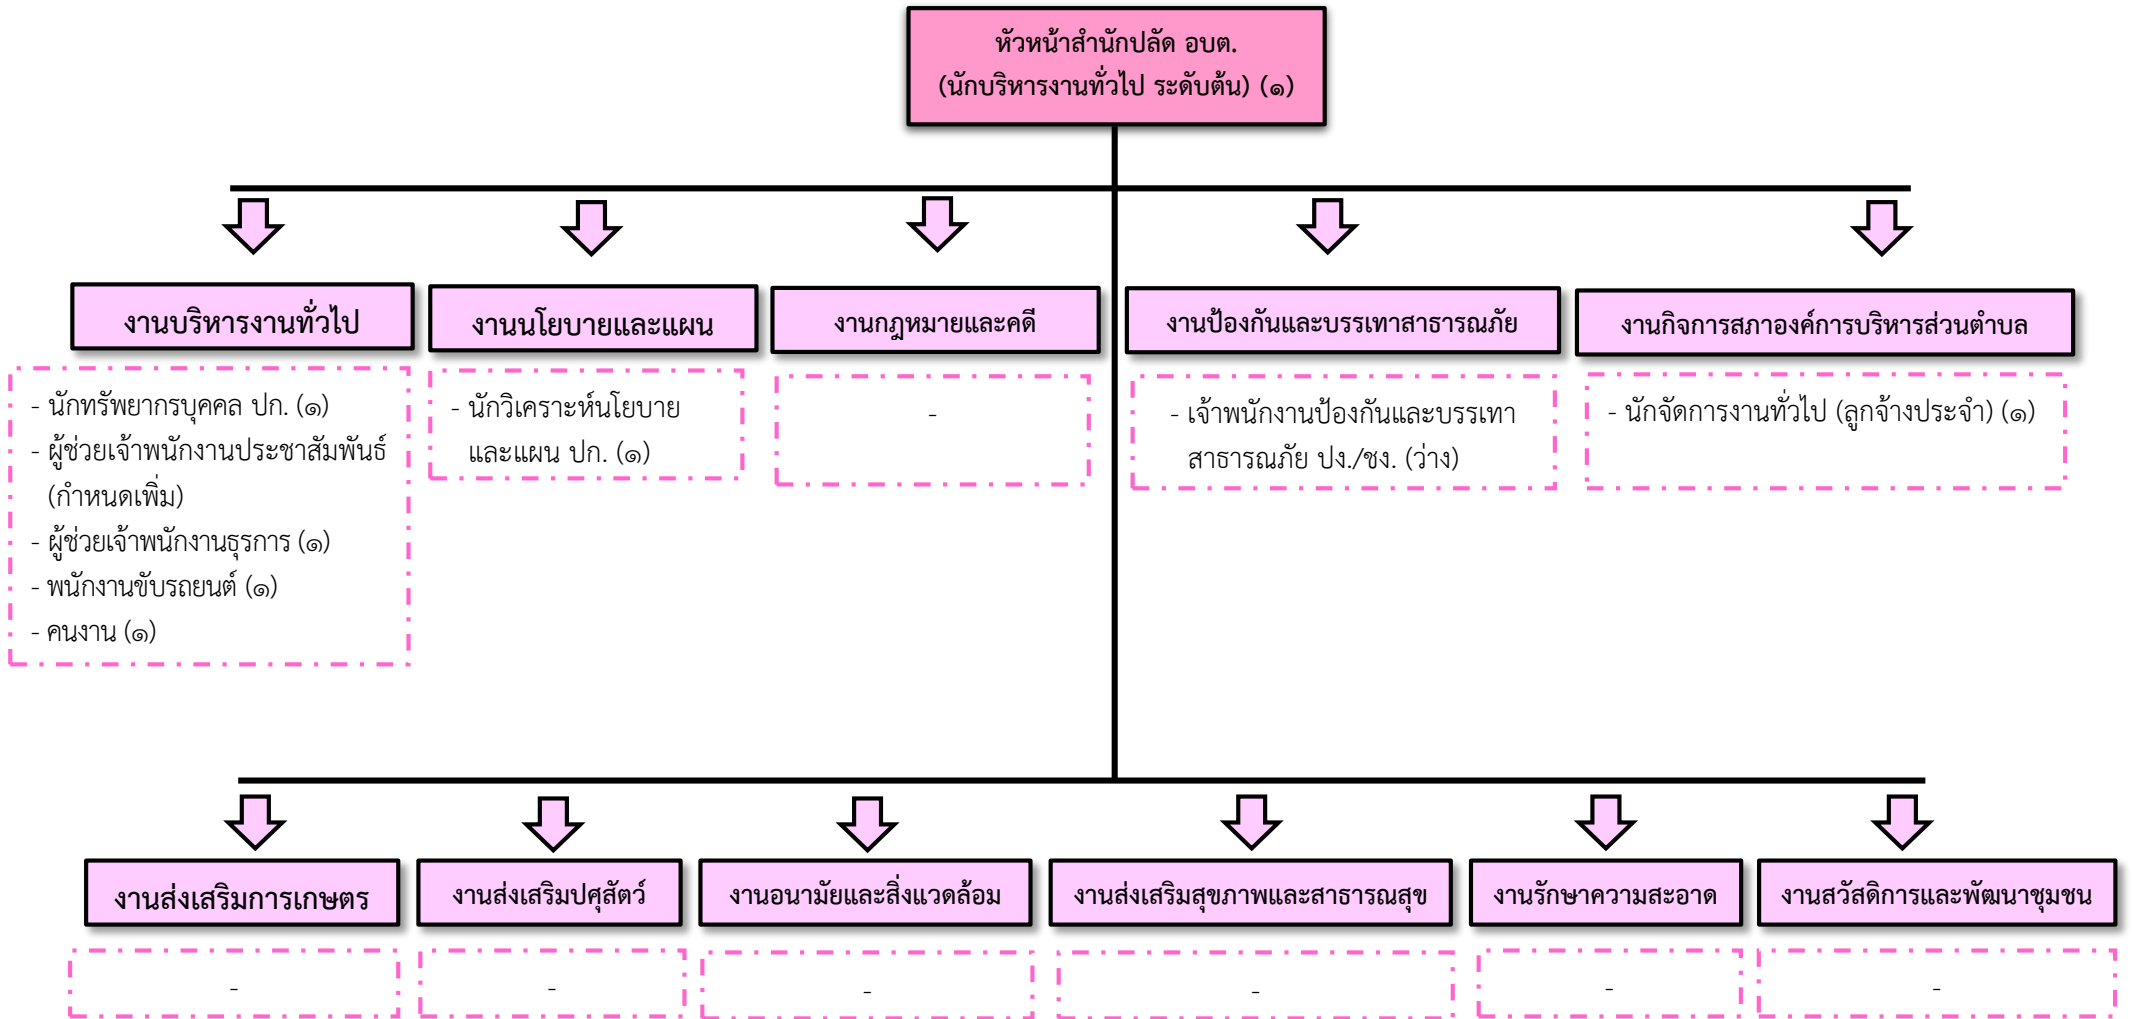 หัวหน้าสำนักปลัด อบต.
(นักบริหารงานทั่วไป ระดับต้น) (๑)
งานบริหารงานทั่วไป
งานนโยบายและแผน
งานกฎหมายและคดี
งานป้องกันและบรรเทาสาธารณภัย
งานกิจการสภาองค์การบริหารส่วนตำบล
- นักทรัพยากรบุคคล ปก. (๑)
- ผู้ช่วยเจ้าพนักงานประชาสัมพันธ์
(กำหนดเพิ่ม)
- ผู้ช่วยเจ้าพนักงานธุรการ (๑)
- พนักงานขับรถยนต์ (๑)
- คนงาน (๑)
- นักวิเคราะห์นโยบาย
และแผน ปก. (๑)
-
- เจ้าพนักงานป้องกันและบรรเทา
สาธารณภัย ปง./ชง. (ว่าง)
- นักจัดการงานทั่วไป (ลูกจ้างประจำ) (๑)
งานส่งเสริมการเกษตร
งานส่งเสริมปศุสัตว์
งานอนามัยและสิ่งแวดล้อม
งานส่งเสริมสุขภาพและสาธารณสุข
งานรักษาความสะอาด
งานสวัสดิการและพัฒนาชุมชน
-
-
-
-
-
-